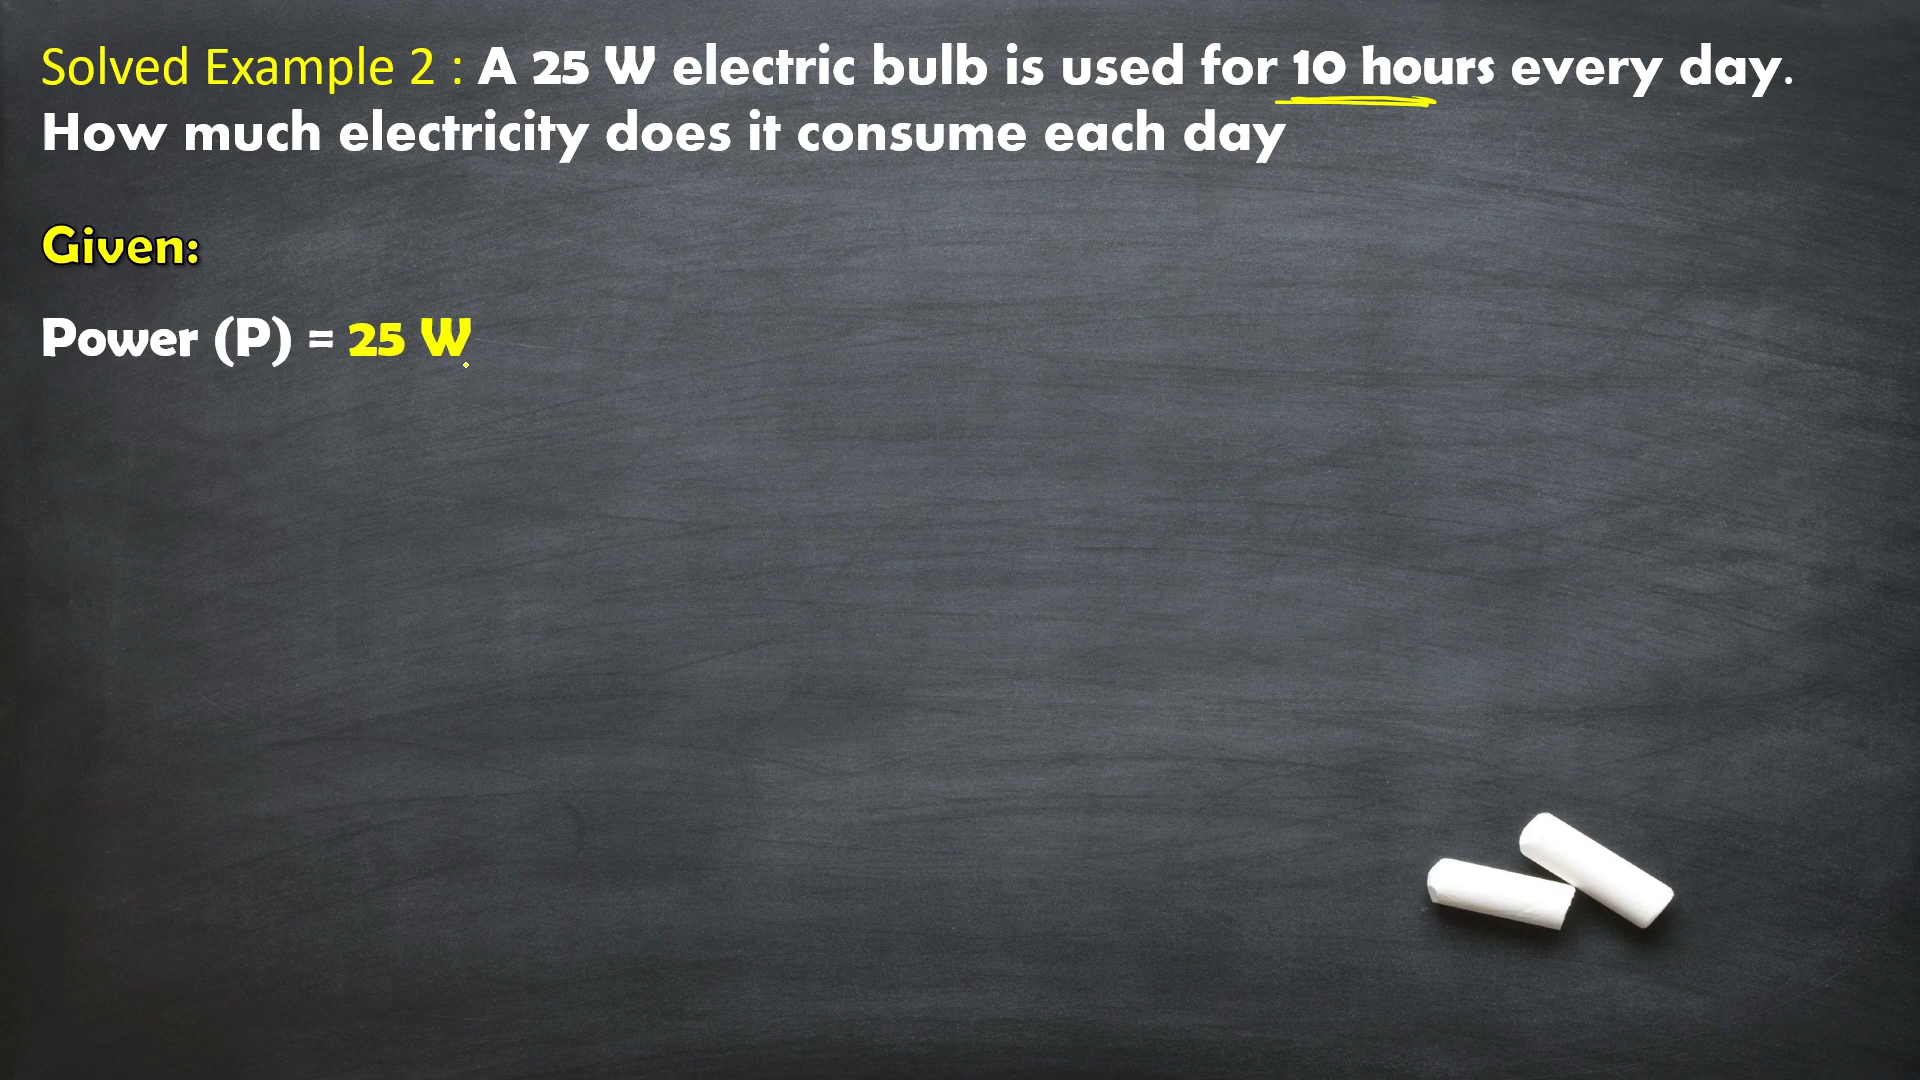 Solved Example 2 : A 25 W electric bulb is used for 10 hours every day.
How much electricity does it consume each day
Given:
Power (P) = 25 W